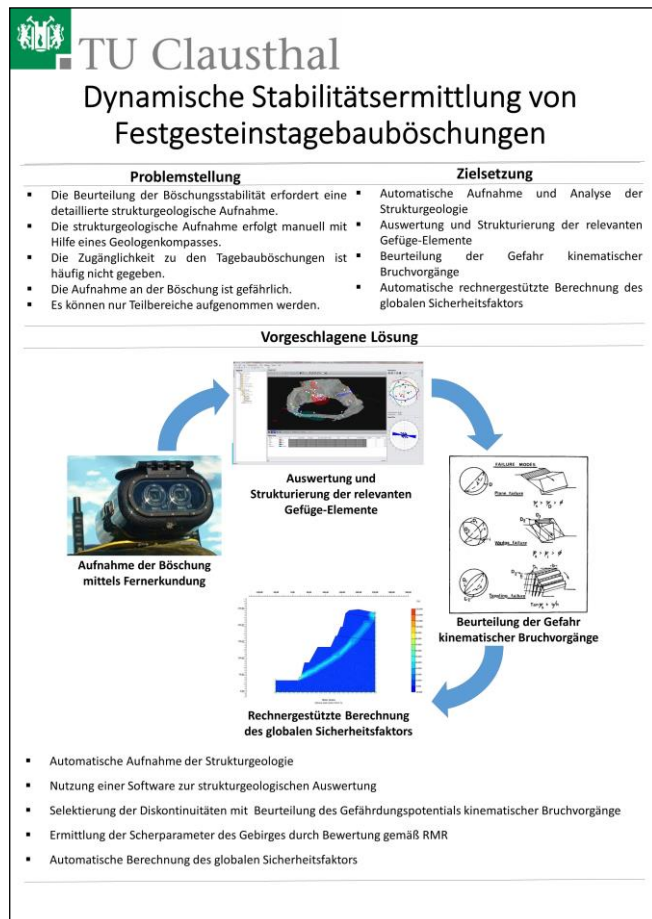 TU Clausthal
Dynamische Stabilitätsermittlung von
Festgesteinstagebauböschungen
Problemstellung
▪ Die Beurteilung der Böschungsstabilität erfordert eine
detaillierte strukturgeologische Aufnahme.
▪ Die strukturgeologische Aufnahme erfolgt manuell mit
Hilfe eines Geologenkompasses.
▪ Die Zugänglichkeit zu den Tagebauböschungen ist
häufig nicht gegeben.
▪ Die Aufnahme an der Böschung ist gefährlich.
▪ Es können nur Teilbereiche aufgenommen werden.
Zielsetzung
▪ Automatische Aufnahme und Analyse der
Strukturgeologie
▪ Auswertung und Strukturierung der relevanten
Gefüge-Elemente
▪ Beurteilung der Gefahr kinematischer
Bruchvorgänge
▪ Automatische rechnergestützte Berechnung des
globalen Sicherheitsfaktors
Vorgeschlagene Lösung
Auswertung und
Strukturierung der relevanten
Gefüge-Elemente
Aufnahme der Böschung
mittels Fernerkundung
FAILURE MODES
Plane failure
Wedge failure
Toppling failure
Beurteilung der Gefahr
kinematischer Bruchvorgänge
Rechnergestützte Berechnung
des globalen Sicherheitsfaktors
▪ Automatische Aufnahme der Strukturgeologie
▪ Nutzung einer Software zur strukturgeologischen Auswertung
▪ Selektierung der Diskontinuitäten mit Beurteilung des Gefährdungspotentials kinematischer Bruchvorgänge
▪ Ermittlung der Scherparameter des Gebirges durch Bewertung gemäß RMR
▪ Automatische Berechnung des globalen Sicherheitsfaktors